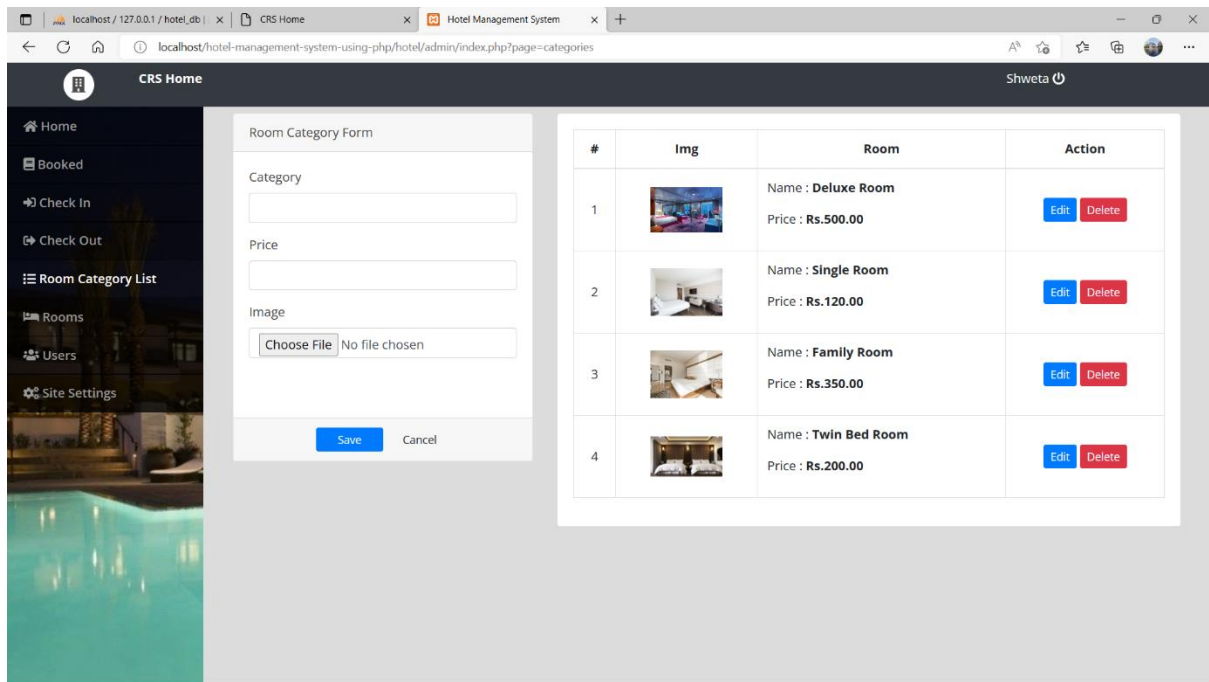 localhost / 127.0.0.1 / hotel_db |
CRS Home
Hotel Management System
localhost/hotel-management-system-using-php/hotel/admin/index.php?page=categories
CRS Home
Shweta
Home
Booked
Check In
Check Out
Room Category List
Rooms
Users
Site Settings
Room Category Form
Category
Price
Image
Choose File No file chosen
Save Cancel
# Img Room Action
1 Name : Deluxe Room
Price : Rs.500.00
Edit Delete
2 Name : Single Room
Price : Rs.120.00
Edit Delete
3 Name : Family Room
Price : Rs.350.00
Edit Delete
4 Name : Twin Bed Room
Price : Rs.200.00
Edit Delete